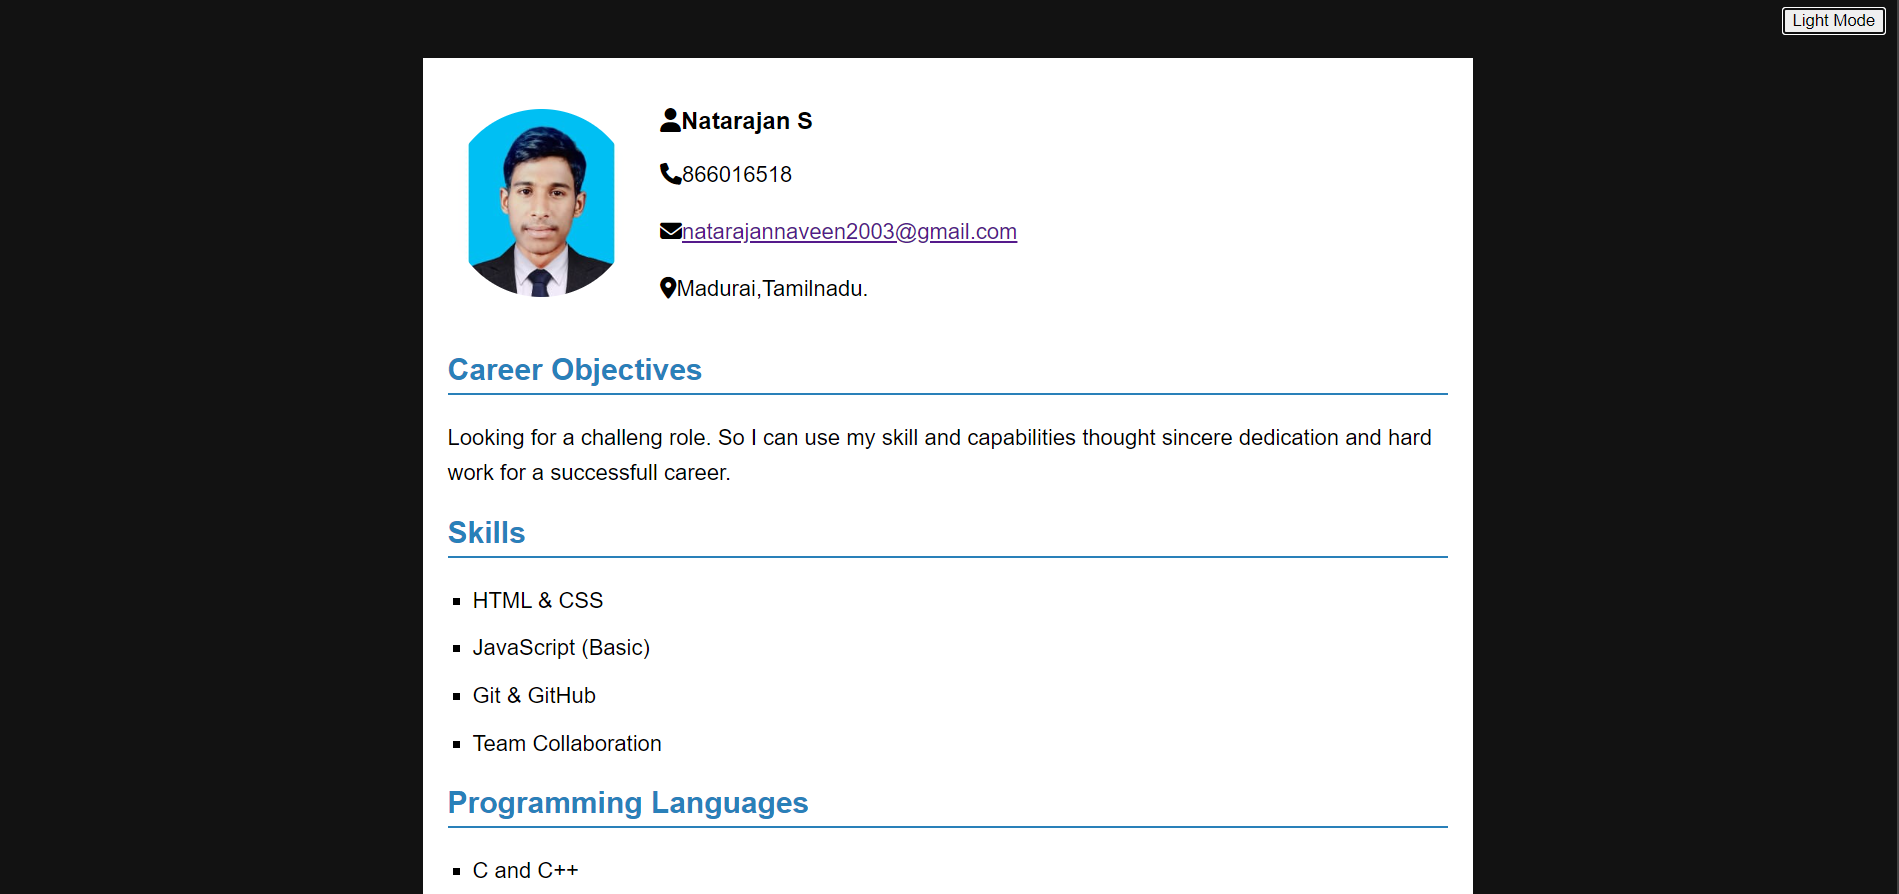 Light Mode
Natarajan S
866016518
natarajannaveen2003@gmail.com
Madurai,Tamilnadu.
Career Objectives
Looking for a challeng role. So I can use my skill and capabilities thought sincere dedication and hard
work for a successfull career.
Skills
HTML & CSS
JavaScript (Basic)
Git & GitHub
Team Collaboration
Programming Languages
C and C++